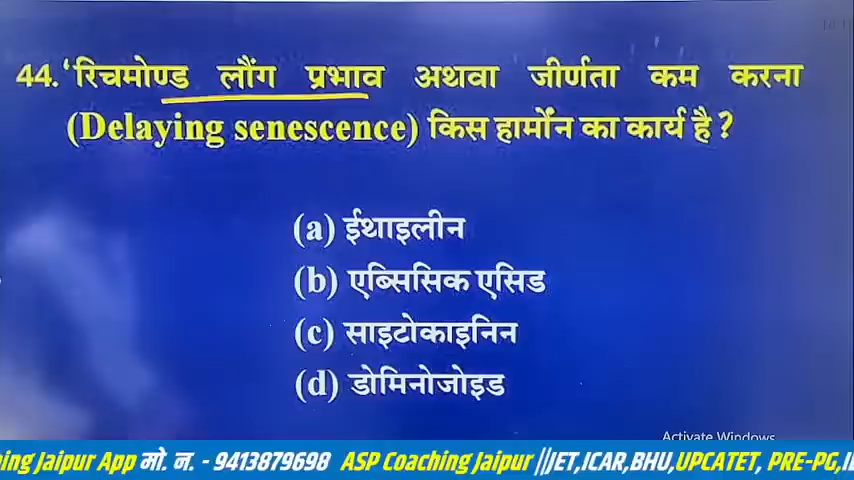 44.‘रिचमोण्ड लौंग प्रभाव अथवा जीर्णता कम करना
(Delaying senescence) किस हार्मोन का कार्य है ?
(a) ईथाइलीन
(b) एब्सिसिक एसिड
(c) साइटोकाइनिन
(d) डोमिनोजोइड
Activate Windows
ing Jaipur App मो. न. - 9413879698 ASP Coaching Jaipur ||JET,ICAR,BHU,UPCATET, PRE-PG,